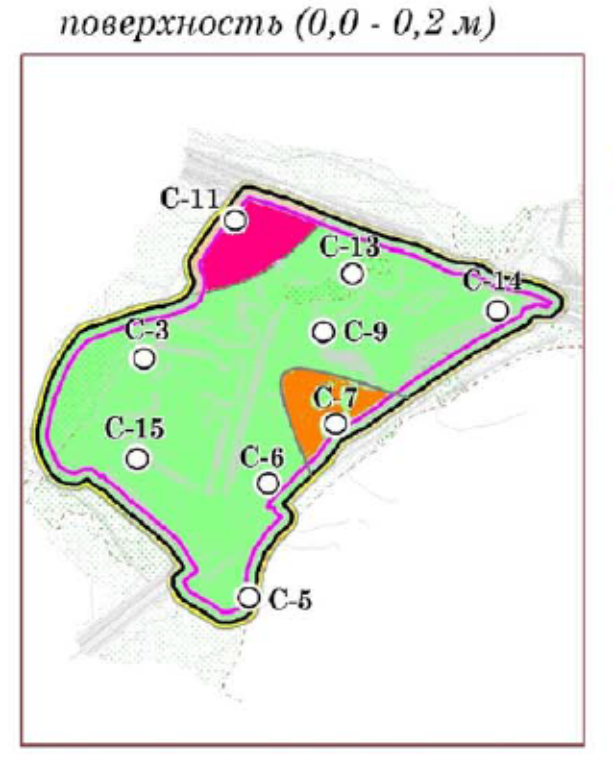 поверхность (0,0 - 0,2 м)
С-11
С-13
С-14
С-3
С-9
С-7
С-15
С-6
С-5